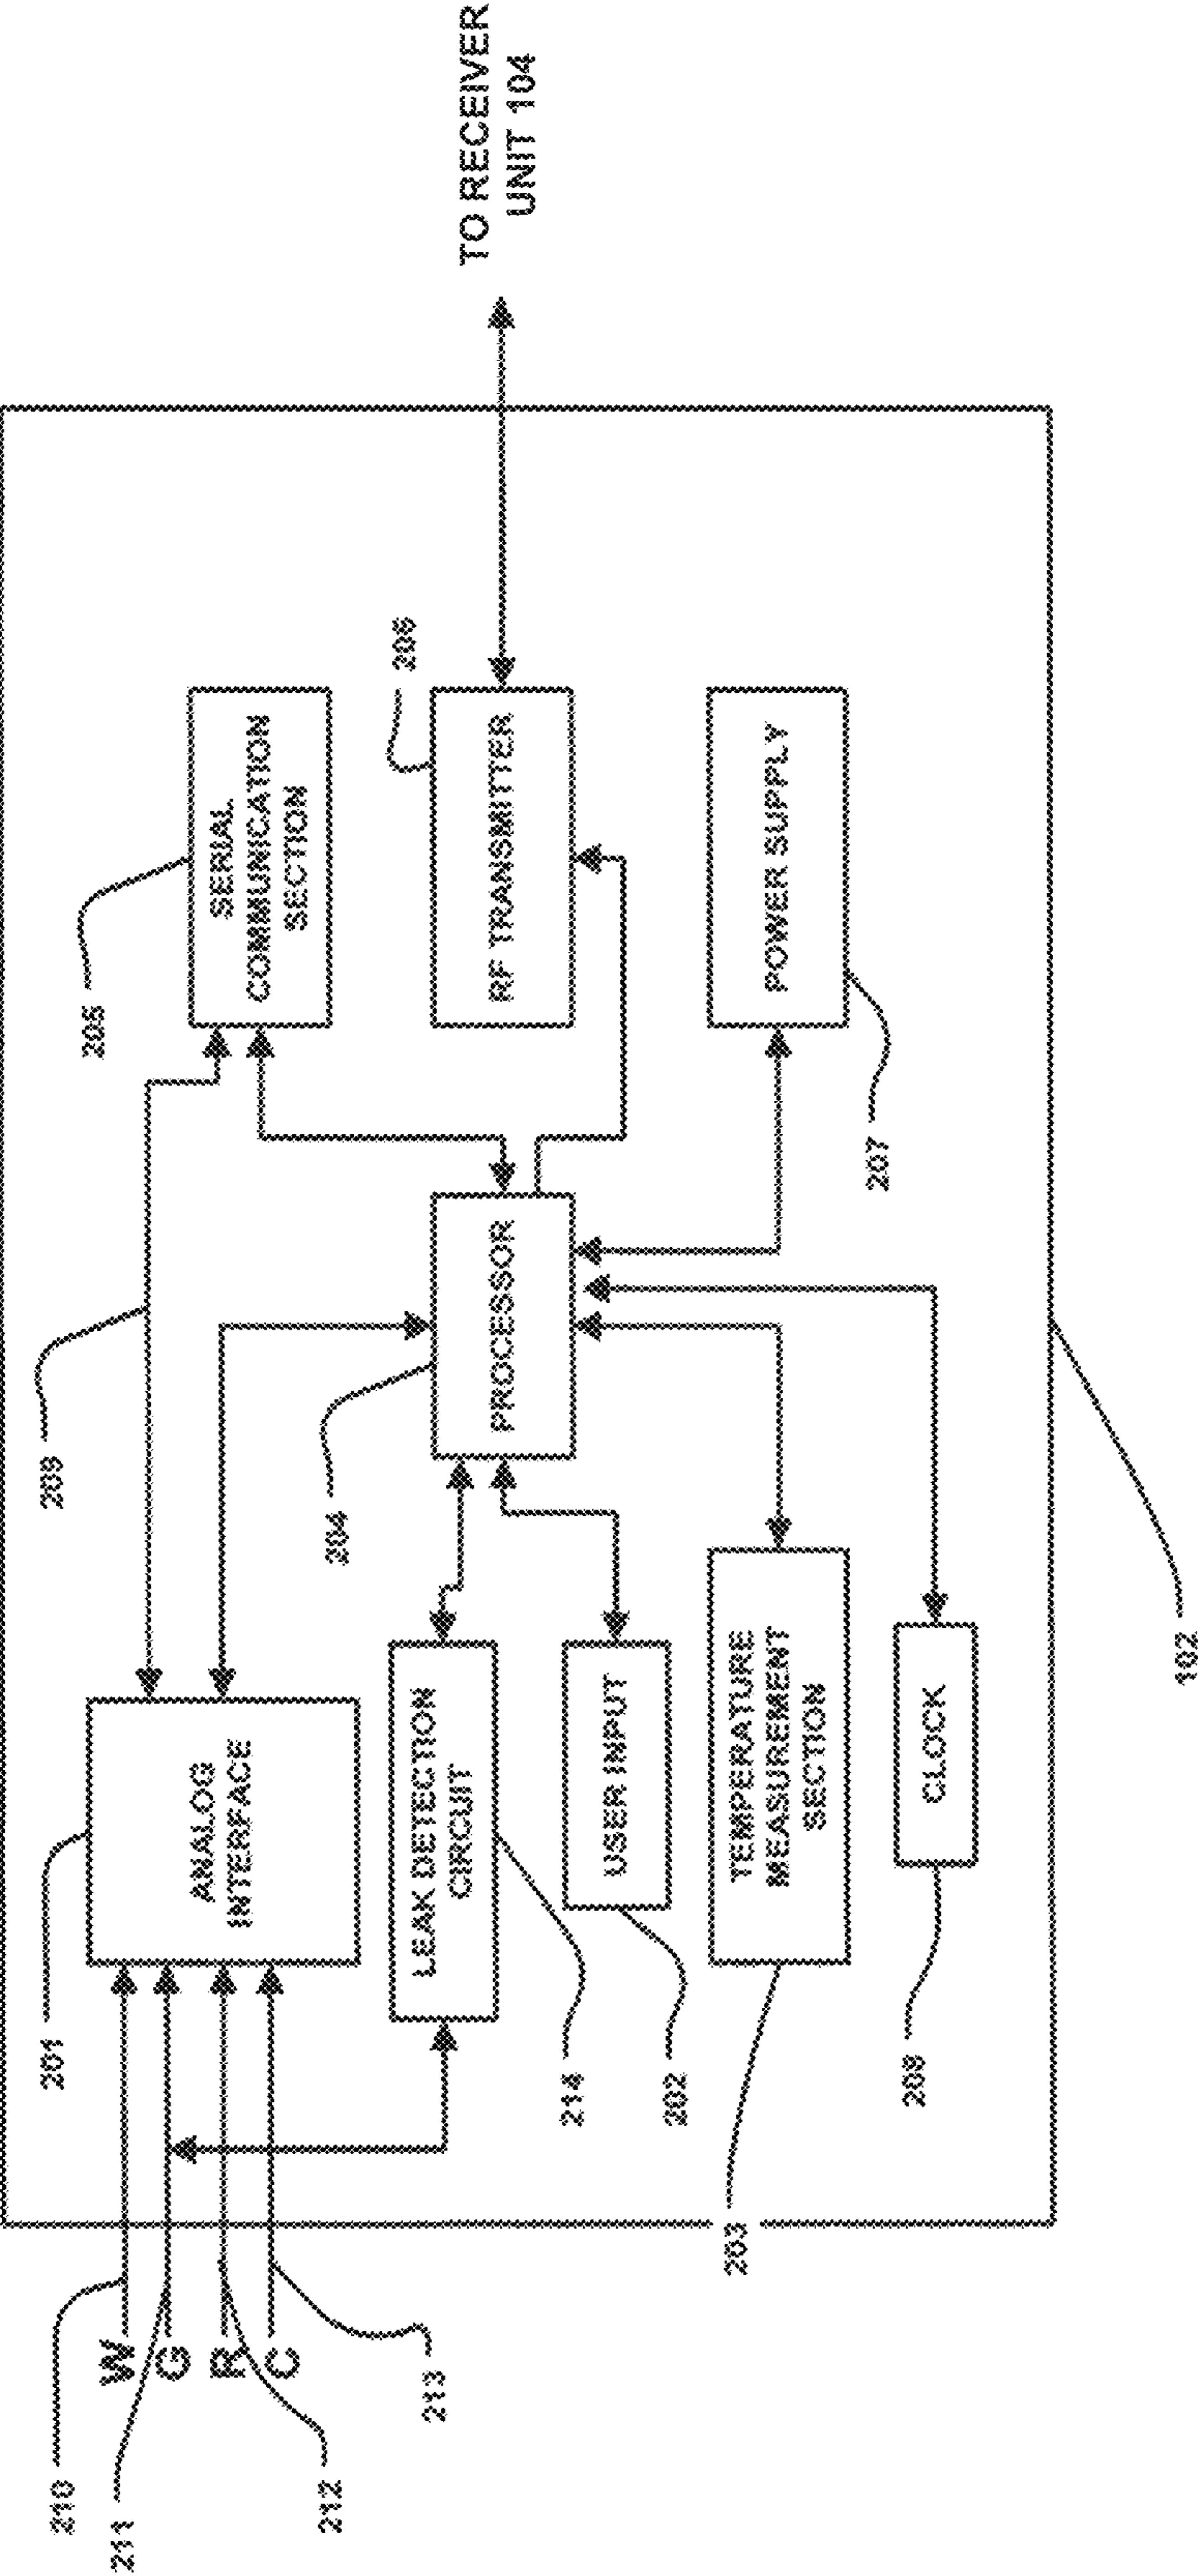 210
211
212
213
W
G
R
C
201
ANALOG
INTERFACE
209
205
SERIAL
COMMUNICATION
SECTION
LEAK DETECTION
CIRCUIT
214
204
PROCESSOR
206
RF TRANSMITTER
TO RECEIVER
UNIT 104
USER INPUT
202
203
TEMPERATURE
MEASUREMENT
SECTION
207
POWER SUPPLY
208
CLOCK
102